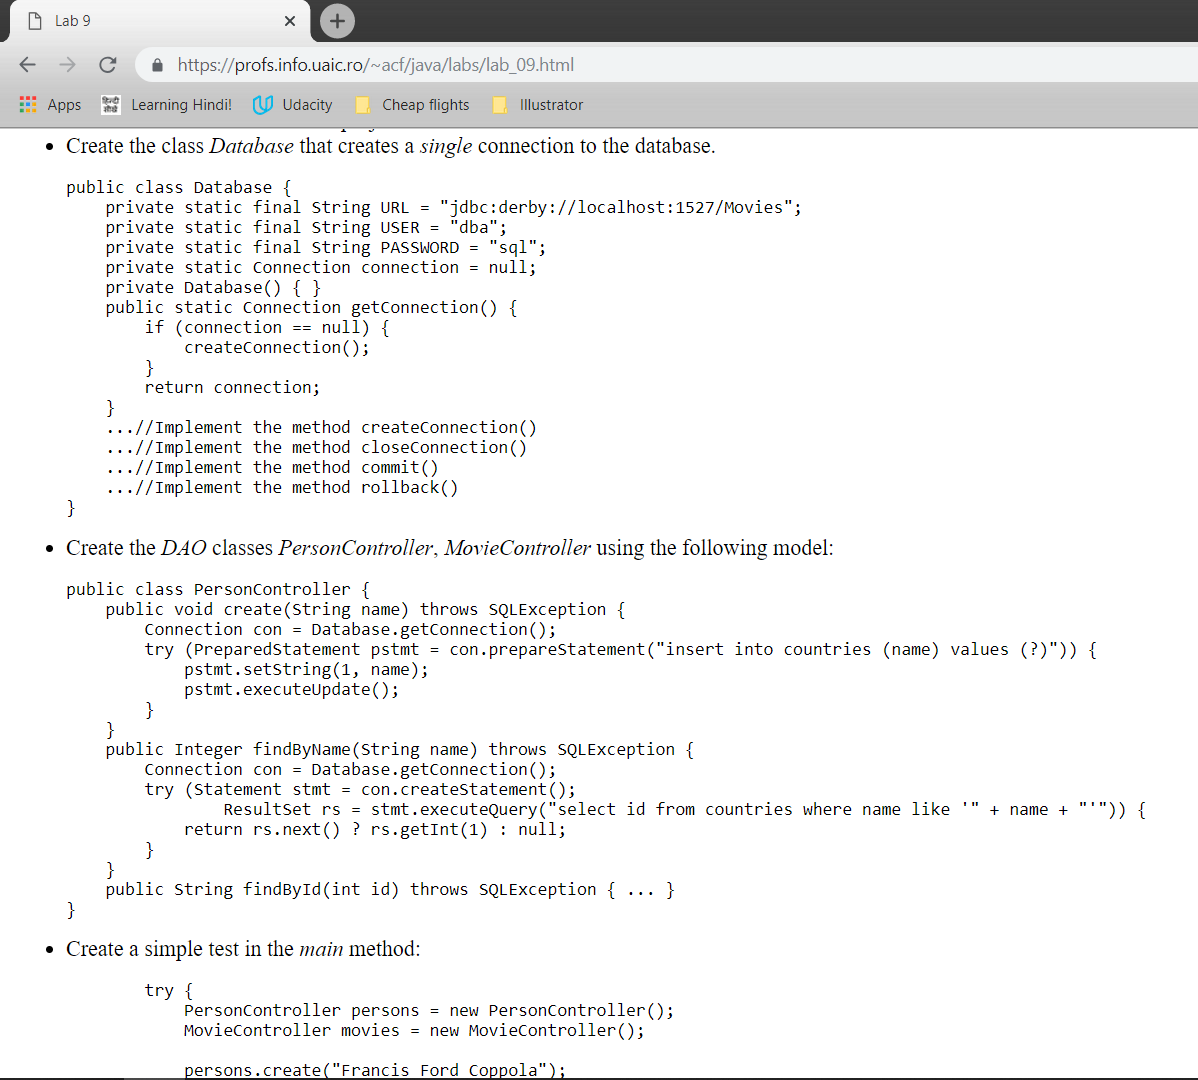 Lab 9
https://profs.info.uaic.ro/~acf/java/labs/lab_09.html
Apps Learning Hindi! Udacity Cheap flights Illustrator
• Create the class Database that creates a single connection to the database.
public class Database {
    private static final String URL = "jdbc:derby://localhost:1527/Movies";
    private static final String USER = "dba";
    private static final String PASSWORD = "sql";
    private static Connection connection = null;
    private Database() { }
    public static Connection getConnection() {
        if (connection == null) {
            createConnection();
        }
        return connection;
    }
    ...//Implement the method createConnection()
    ...//Implement the method closeConnection()
    ...//Implement the method commit()
    ...//Implement the method rollback()
}
• Create the DAO classes PersonController, MovieController using the following model:
public class PersonController {
    public void create(String name) throws SQLException {
        Connection con = Database.getConnection();
        try (PreparedStatement pstmt = con.prepareStatement("insert into countries (name) values (?)")) {
            pstmt.setString(1, name);
            pstmt.executeUpdate();
        }
    }
    public Integer findByName(String name) throws SQLException {
        Connection con = Database.getConnection();
        try (Statement stmt = con.createStatement();
                ResultSet rs = stmt.executeQuery("select id from countries where name like '" + name + "'")) {
            return rs.next() ? rs.getInt(1) : null;
        }
    }
    public String findById(int id) throws SQLException { ... }
}
• Create a simple test in the main method:
        try {
            PersonController persons = new PersonController();
            MovieController movies = new MovieController();
            persons.create("Francis Ford Coppola");